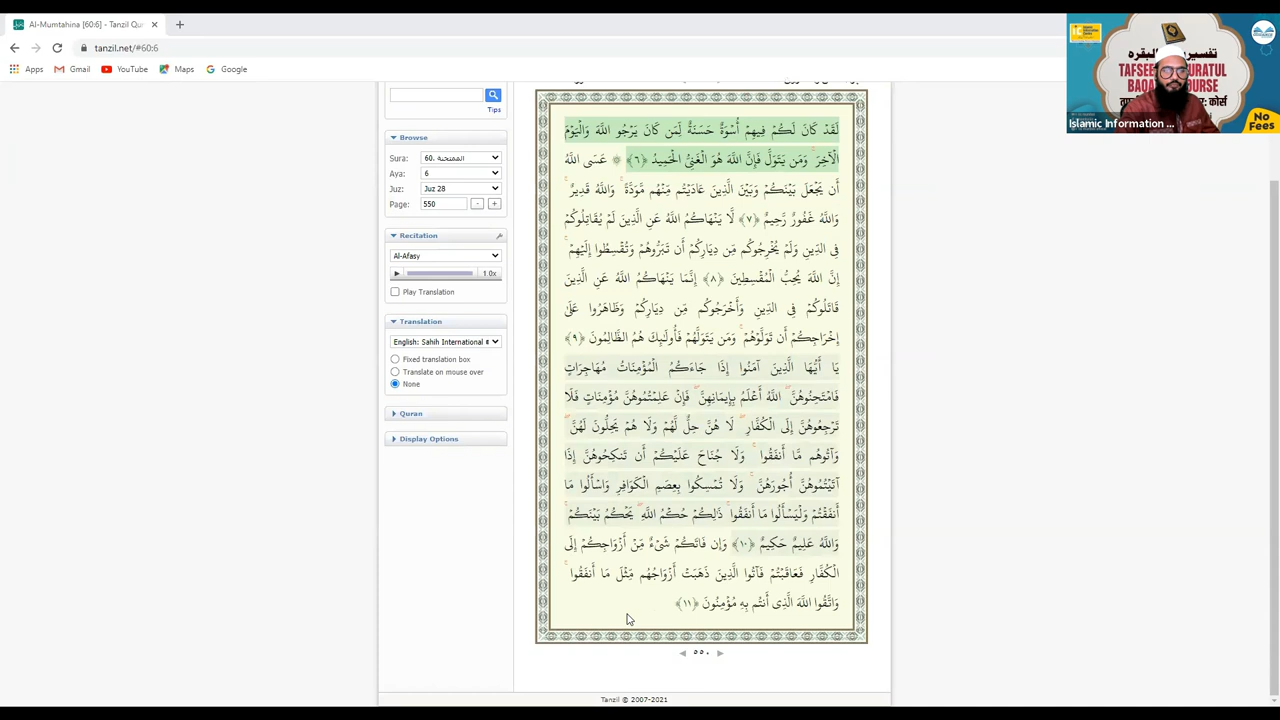 Al-Mumtahina [60:6] - Tanzil Qu
tanzil.net/#60:6
Apps Gmail YouTube Maps Google
Tips
Browse
Sura: 60. الممتحنة
Aya: 6
Juz: Juz 28
Page: 550 - +
Recitation
Al-Afasy
1.0x
Play Translation
Translation
English: Sahih International
Fixed translation box
Translate on mouse over
None
Quran
Display Options
لَقَدْ كَانَ لَكُمْ فِيهِمْ أُسْوَةٌ حَسَنَةٌ لِّمَن كَانَ يَرْجُو اللَّهَ وَالْيَوْمَ
الْآخِرَ ۚ وَمَن يَتَوَلَّ فَإِنَّ اللَّهَ هُوَ الْغَنِيُّ الْحَمِيدُ ﴿٦﴾ ۞ عَسَى اللَّهُ
أَن يَجْعَلَ بَيْنَكُمْ وَبَيْنَ الَّذِينَ عَادَيْتُم مِّنْهُم مَّوَدَّةً ۚ وَاللَّهُ قَدِيرٌ ۚ
وَاللَّهُ غَفُورٌ رَّحِيمٌ ﴿٧﴾ لَّا يَنْهَاكُمُ اللَّهُ عَنِ الَّذِينَ لَمْ يُقَاتِلُوكُمْ
فِي الدِّينِ وَلَمْ يُخْرِجُوكُم مِّن دِيَارِكُمْ أَن تَبَرُّوهُمْ وَتُقْسِطُوا إِلَيْهِمْ ۚ
إِنَّ اللَّهَ يُحِبُّ الْمُقْسِطِينَ ﴿٨﴾ إِنَّمَا يَنْهَاكُمُ اللَّهُ عَنِ الَّذِينَ
قَاتَلُوكُمْ فِي الدِّينِ وَأَخْرَجُوكُم مِّن دِيَارِكُمْ وَظَاهَرُوا عَلَىٰ
إِخْرَاجِكُمْ أَن تَوَلَّوْهُمْ ۚ وَمَن يَتَوَلَّهُمْ فَأُولَٰئِكَ هُمُ الظَّالِمُونَ ﴿٩﴾
يَا أَيُّهَا الَّذِينَ آمَنُوا إِذَا جَاءَكُمُ الْمُؤْمِنَاتُ مُهَاجِرَاتٍ
فَامْتَحِنُوهُنَّ ۖ اللَّهُ أَعْلَمُ بِإِيمَانِهِنَّ ۖ فَإِنْ عَلِمْتُمُوهُنَّ مُؤْمِنَاتٍ فَلَا
تَرْجِعُوهُنَّ إِلَى الْكُفَّارِ ۖ لَا هُنَّ حِلٌّ لَّهُمْ وَلَا هُمْ يَحِلُّونَ لَهُنَّ ۖ
وَآتُوهُم مَّا أَنفَقُوا ۚ وَلَا جُنَاحَ عَلَيْكُمْ أَن تَنكِحُوهُنَّ إِذَا
آتَيْتُمُوهُنَّ أُجُورَهُنَّ ۚ وَلَا تُمْسِكُوا بِعِصَمِ الْكَوَافِرِ وَاسْأَلُوا مَا
أَنفَقْتُمْ وَلْيَسْأَلُوا مَا أَنفَقُوا ۚ ذَٰلِكُمْ حُكْمُ اللَّهِ ۖ يَحْكُمُ بَيْنَكُمْ ۚ
وَاللَّهُ عَلِيمٌ حَكِيمٌ ﴿١٠﴾ وَإِن فَاتَكُمْ شَيْءٌ مِّنْ أَزْوَاجِكُمْ إِلَى
الْكُفَّارِ فَعَاقَبْتُمْ فَآتُوا الَّذِينَ ذَهَبَتْ أَزْوَاجُهُم مِّثْلَ مَا أَنفَقُوا ۚ
وَاتَّقُوا اللَّهَ الَّذِي أَنتُم بِهِ مُؤْمِنُونَ ﴿١١﴾
٥٥٠
Tanzil © 2007-2021
TAFSEE URATUL
BAQA URSE
कोर्स
No
Fees
Islamic Information ...